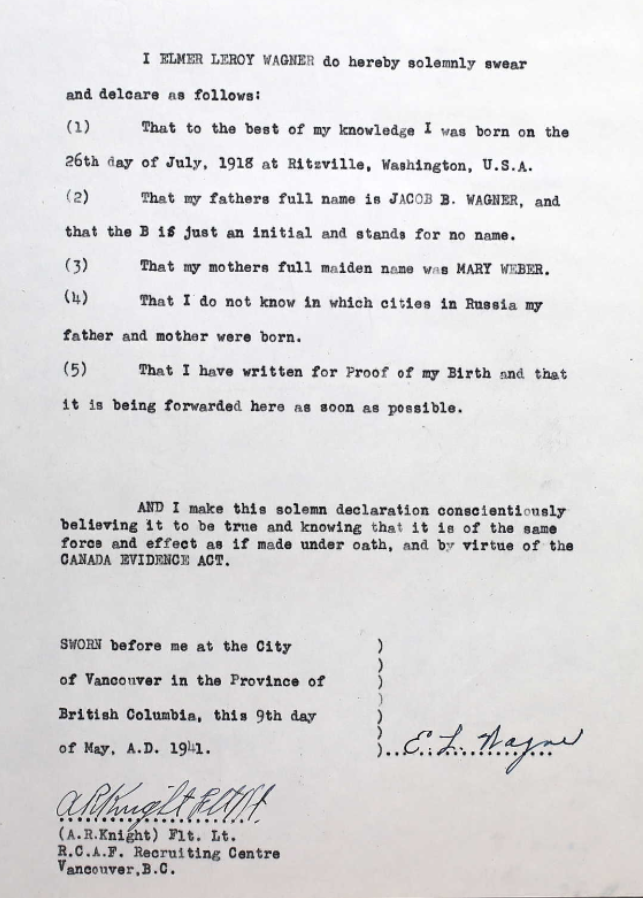 I ELMER LEROY WAGNER do hereby solemnly swear
and delcare as follows:
(1) That to the best of my knowledge I was born on the
26th day of July, 1918 at Ritzville, Washington, U.S.A.
(2) That my fathers full name is JACOB B. WAGNER, and
that the B is just an initial and stands for no name.
(3) That my mothers full maiden name was MARY WEBER.
(4) That I do not know in which cities in Russia my
father and mother were born.
(5) That I have written for Proof of my Birth and that
it is being forwarded here as soon as possible.
AND I make this solemn declaration conscientiously
believing it to be true and knowing that it is of the same
force and effect as if made under oath, and by virtue of the
CANADA EVIDENCE ACT.
SWORN before me at the City )
)
of Vancouver in the Province of )
)
British Columbia, this 9th day )
)
of May, A.D. 1941. )..E. L. Wagner
A R Knight Flt Lt.
(A.R.Knight) Flt. Lt.
R.C.A.F. Recruiting Centre
Vancouver,B.C.